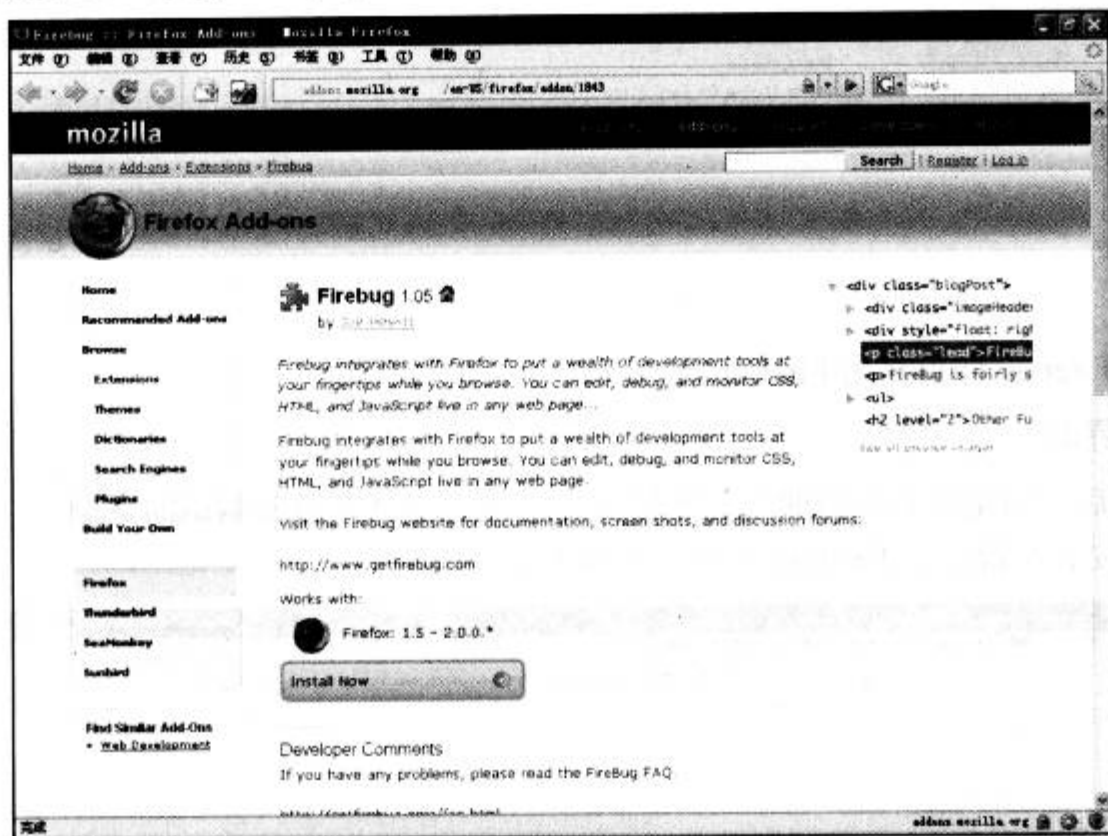 Firebug :: Firefox Add-ons Mozilla Firefox
文件 (F) 编辑 (E) 查看 (V) 历史 (S) 书签 (B) 工具 (T) 帮助 (H)
addons.mozilla.org /en-US/firefox/addon/1843
Google
mozilla
add-ons
Home › Add-ons › Extensions › Firebug
Search | Register | Log in
Firefox Add-ons
Home
Recommended Add-ons
Browse
Extensions
Themes
Dictionaries
Search Engines
Plugins
Build Your Own
Firefox
Thunderbird
SeaMonkey
Sunbird
Find Similar Add-Ons
• Web Development
Firebug 1.05
by
Firebug integrates with Firefox to put a wealth of development tools at
your fingertips while you browse. You can edit, debug, and monitor CSS,
HTML, and JavaScript live in any web page...
Firebug integrates with Firefox to put a wealth of development tools at
your fingertips while you browse. You can edit, debug, and monitor CSS,
HTML, and JavaScript live in any web page.
Visit the Firebug website for documentation, screen shots, and discussion forums:
http://www.getfirebug.com
Works with:
Firefox: 1.5 - 2.0.0.*
Install Now
Developer Comments
If you have any problems, please read the FireBug FAQ
<div class="blogPost">
<div class="imageHeader
<div style="float: righ
<p class="lead">FireBu
<p>FireBug is fairly s
<ul>
<h2 level="2">Other Fu
完成
addons.mozilla.org